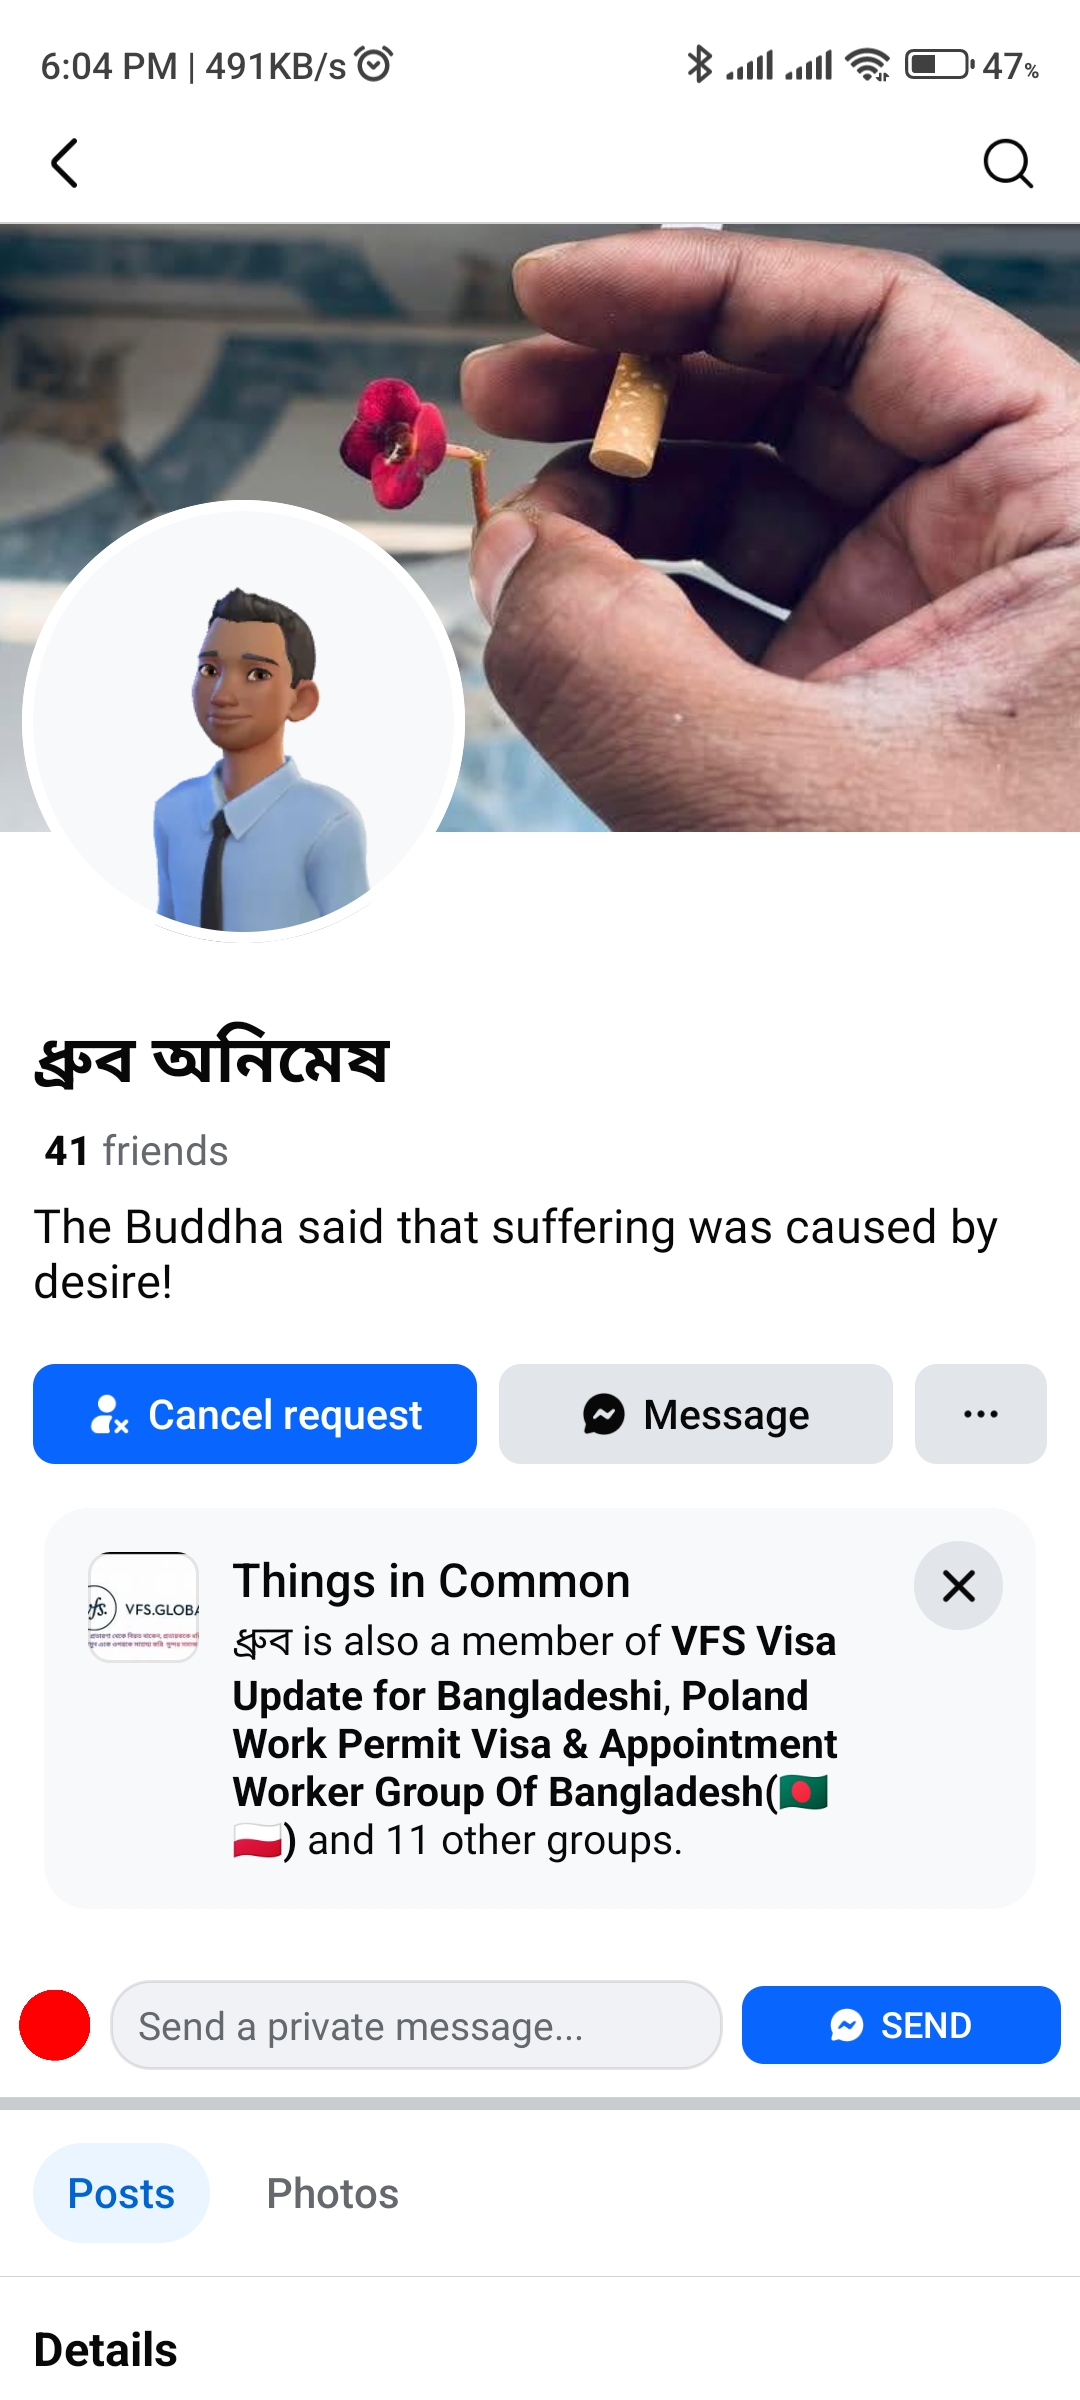 6:04 PM | 491KB/s
47%
ধ্রুব অনিমেষ
41 friends
The Buddha said that suffering was caused by
desire!
Cancel request
Message
Things in Common
vfs. VFS.GLOBA
ধ্রুব is also a member of VFS Visa
Update for Bangladeshi, Poland
Work Permit Visa & Appointment
Worker Group Of Bangladesh(🇧🇩
🇵🇱) and 11 other groups.
Send a private message...
SEND
Posts
Photos
Details